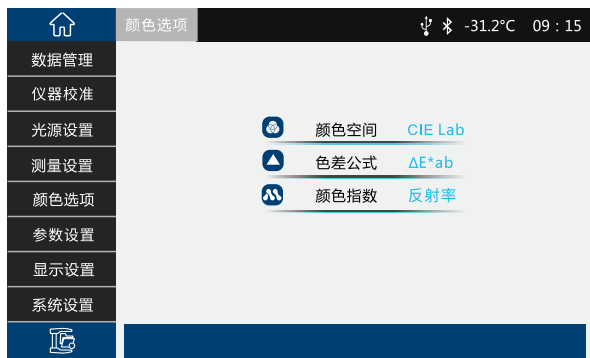 颜色选项 -31.2°C 09 : 15
数据管理
仪器校准
光源设置
测量设置
颜色选项
参数设置
显示设置
系统设置
颜色空间 CIE Lab
色差公式 ΔE*ab
颜色指数 反射率